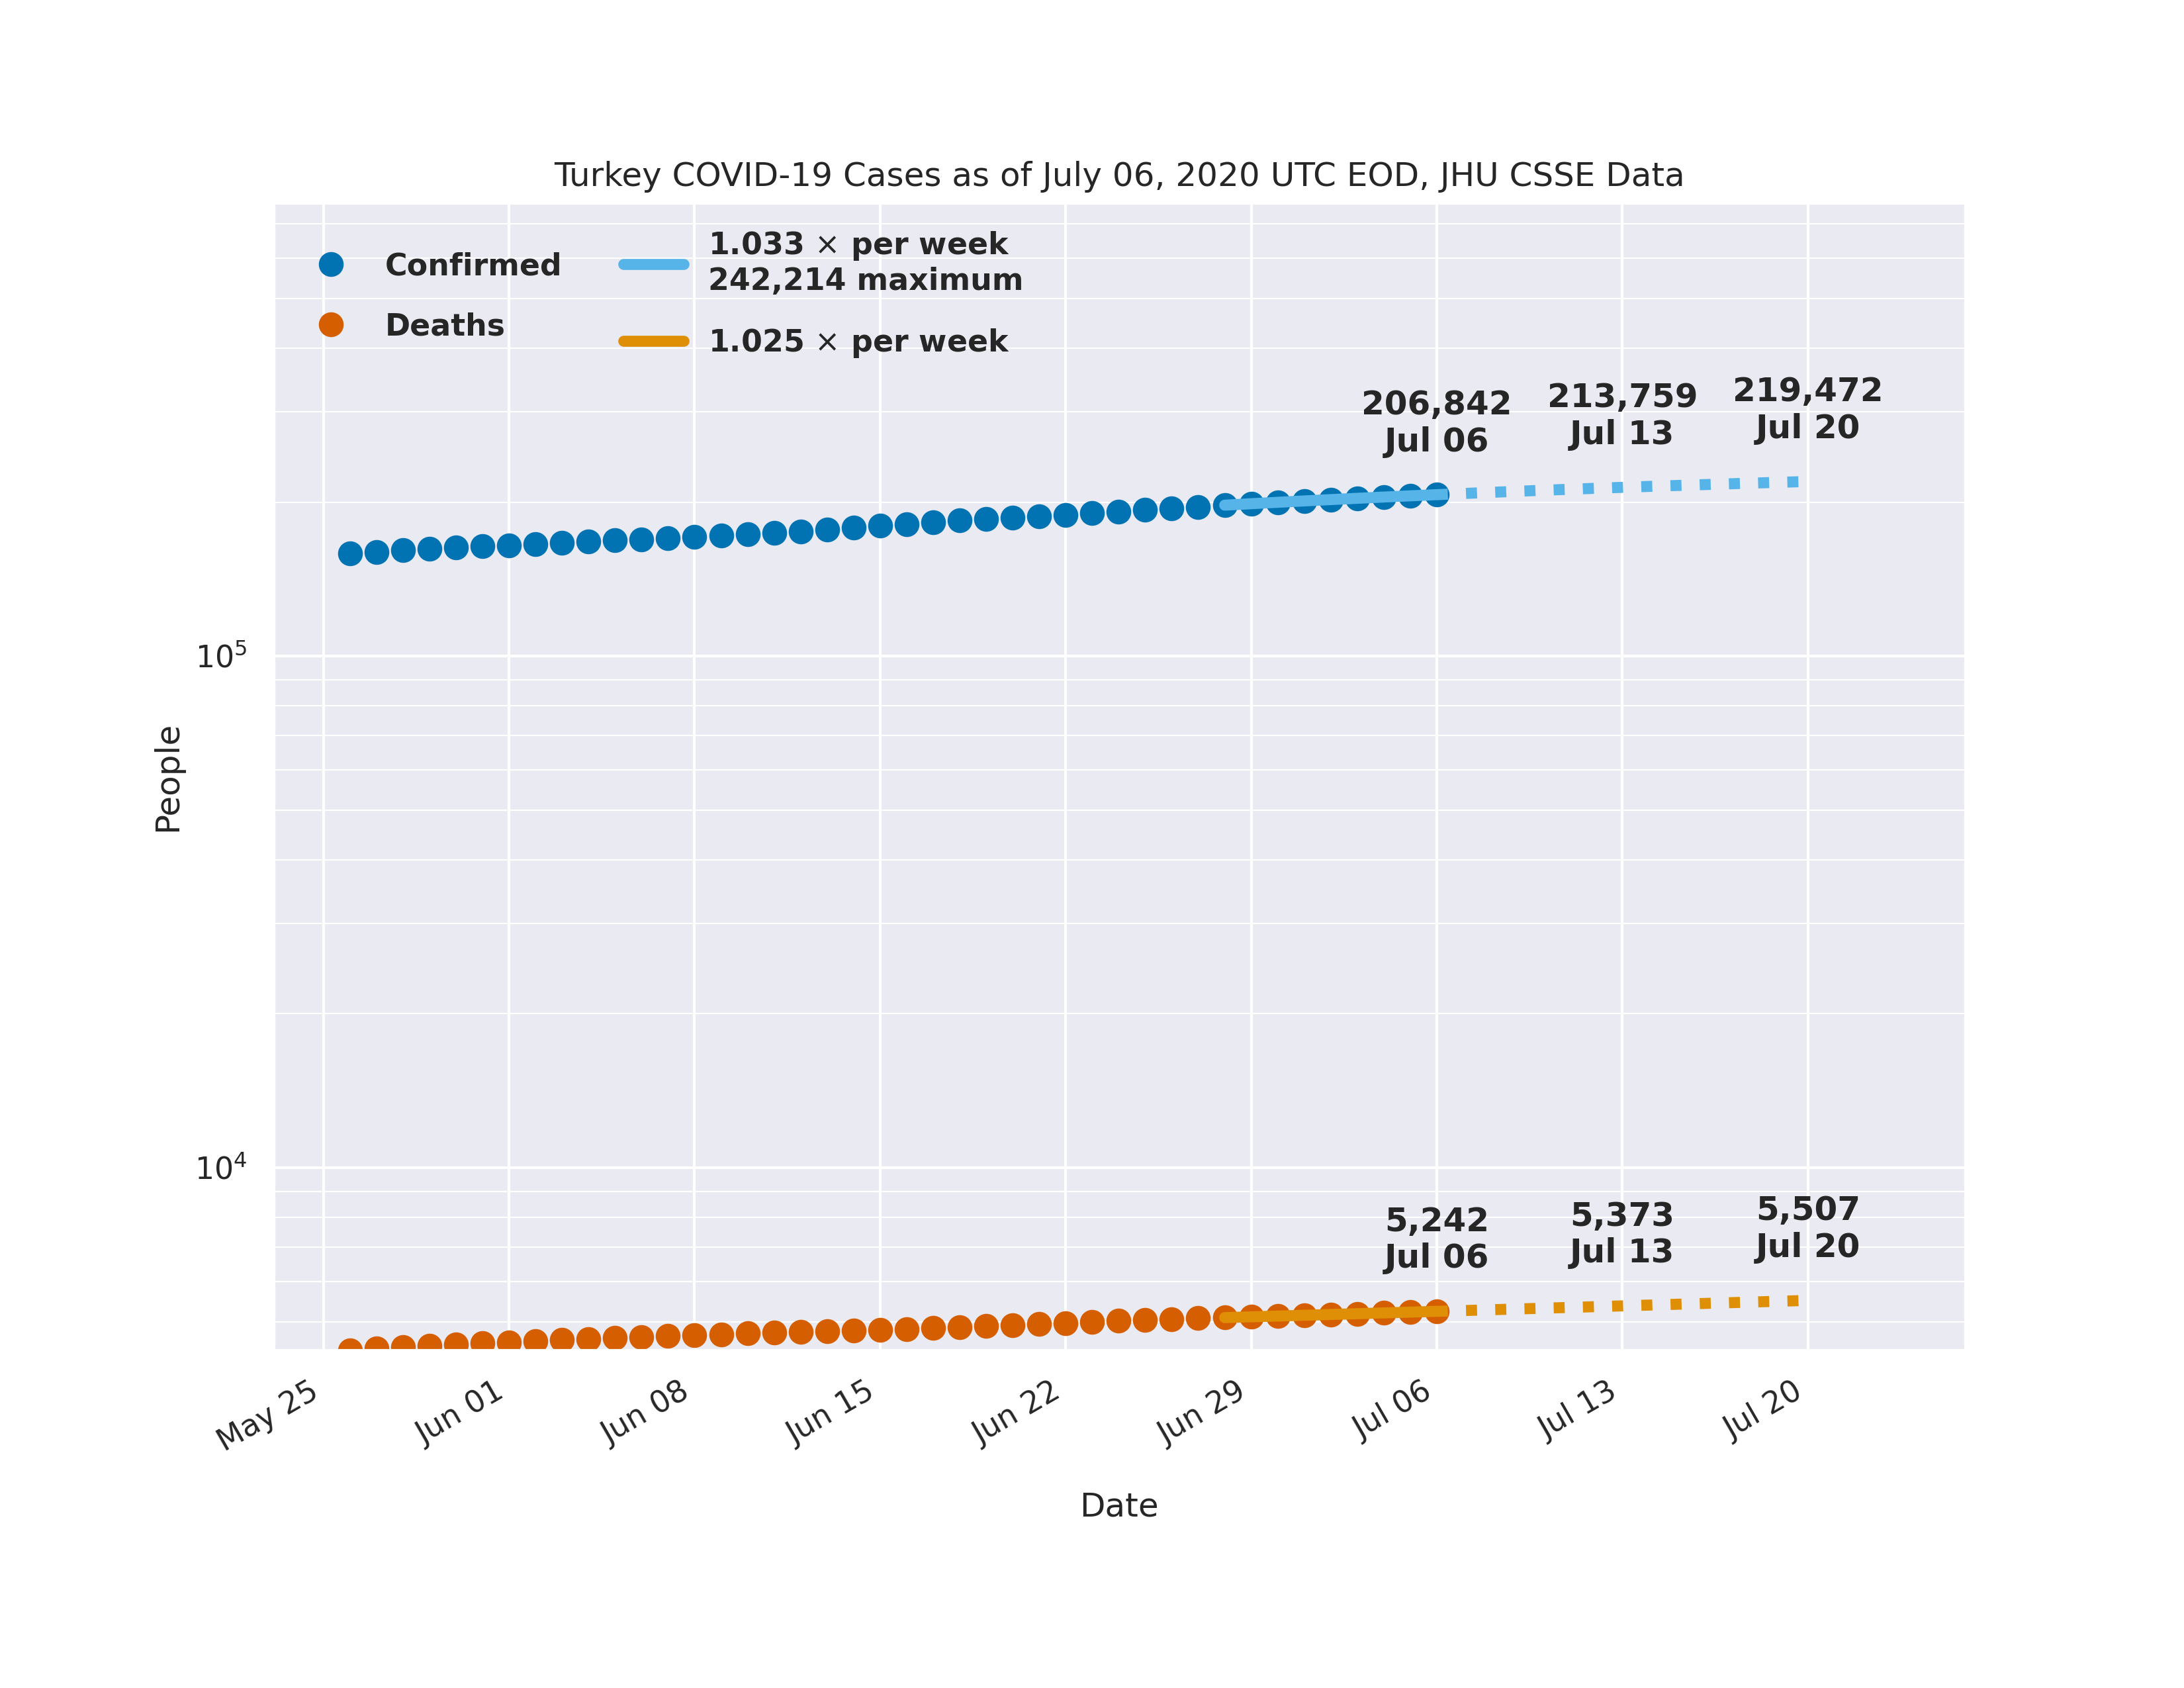 Turkey COVID-19 Cases as of July 06, 2020 UTC EOD, JHU CSSE Data
Confirmed
Deaths
1.033 × per week
242,214 maximum
1.025 × per week
206,842
Jul 06
213,759
Jul 13
219,472
Jul 20
10⁵
People
10⁴
5,242
Jul 06
5,373
Jul 13
5,507
Jul 20
May 25
Jun 01
Jun 08
Jun 15
Jun 22
Jun 29
Jul 06
Jul 13
Jul 20
Date